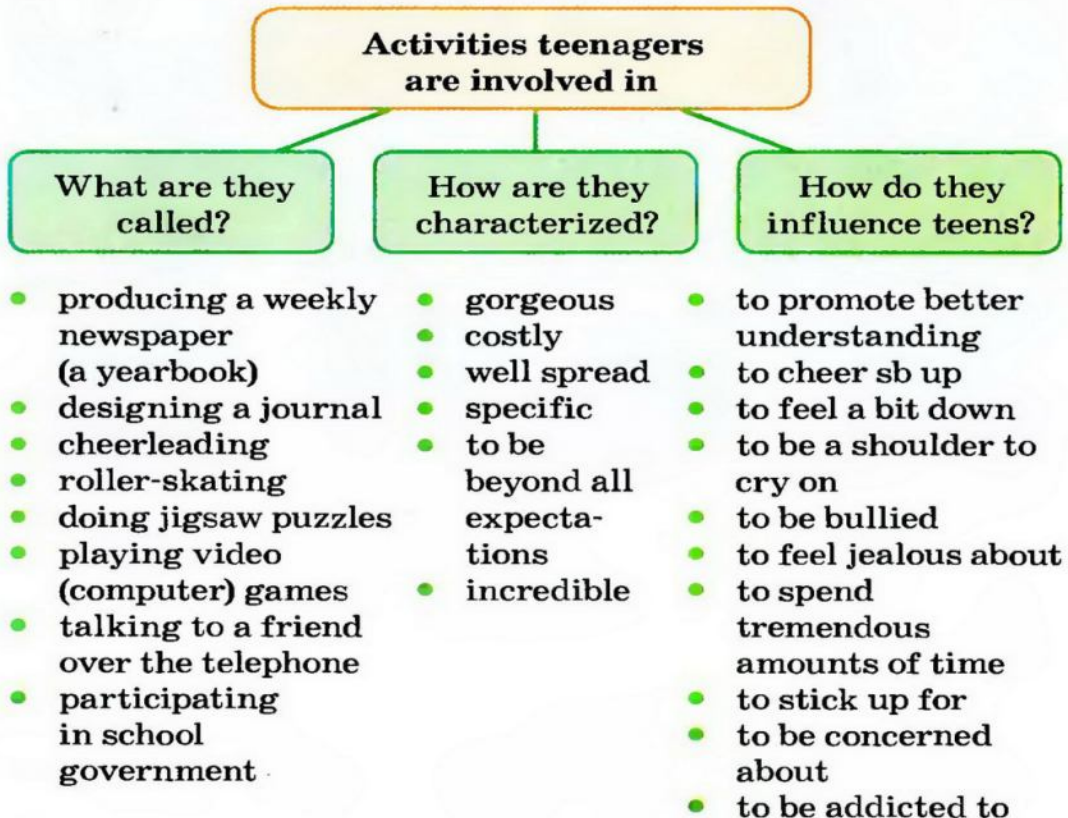 Activities teenagers
are involved in
What are they
called?
• producing a weekly
newspaper
(a yearbook)
• designing a journal
• cheerleading
• roller-skating
• doing jigsaw puzzles
• playing video
(computer) games
• talking to a friend
over the telephone
• participating
in school
government
How are they
characterized?
• gorgeous
• costly
• well spread
• specific
• to be
beyond all
expecta-
tions
• incredible
How do they
influence teens?
• to promote better
understanding
• to cheer sb up
• to feel a bit down
• to be a shoulder to
cry on
• to be bullied
• to feel jealous about
• to spend
tremendous
amounts of time
• to stick up for
• to be concerned
about
• to be addicted to